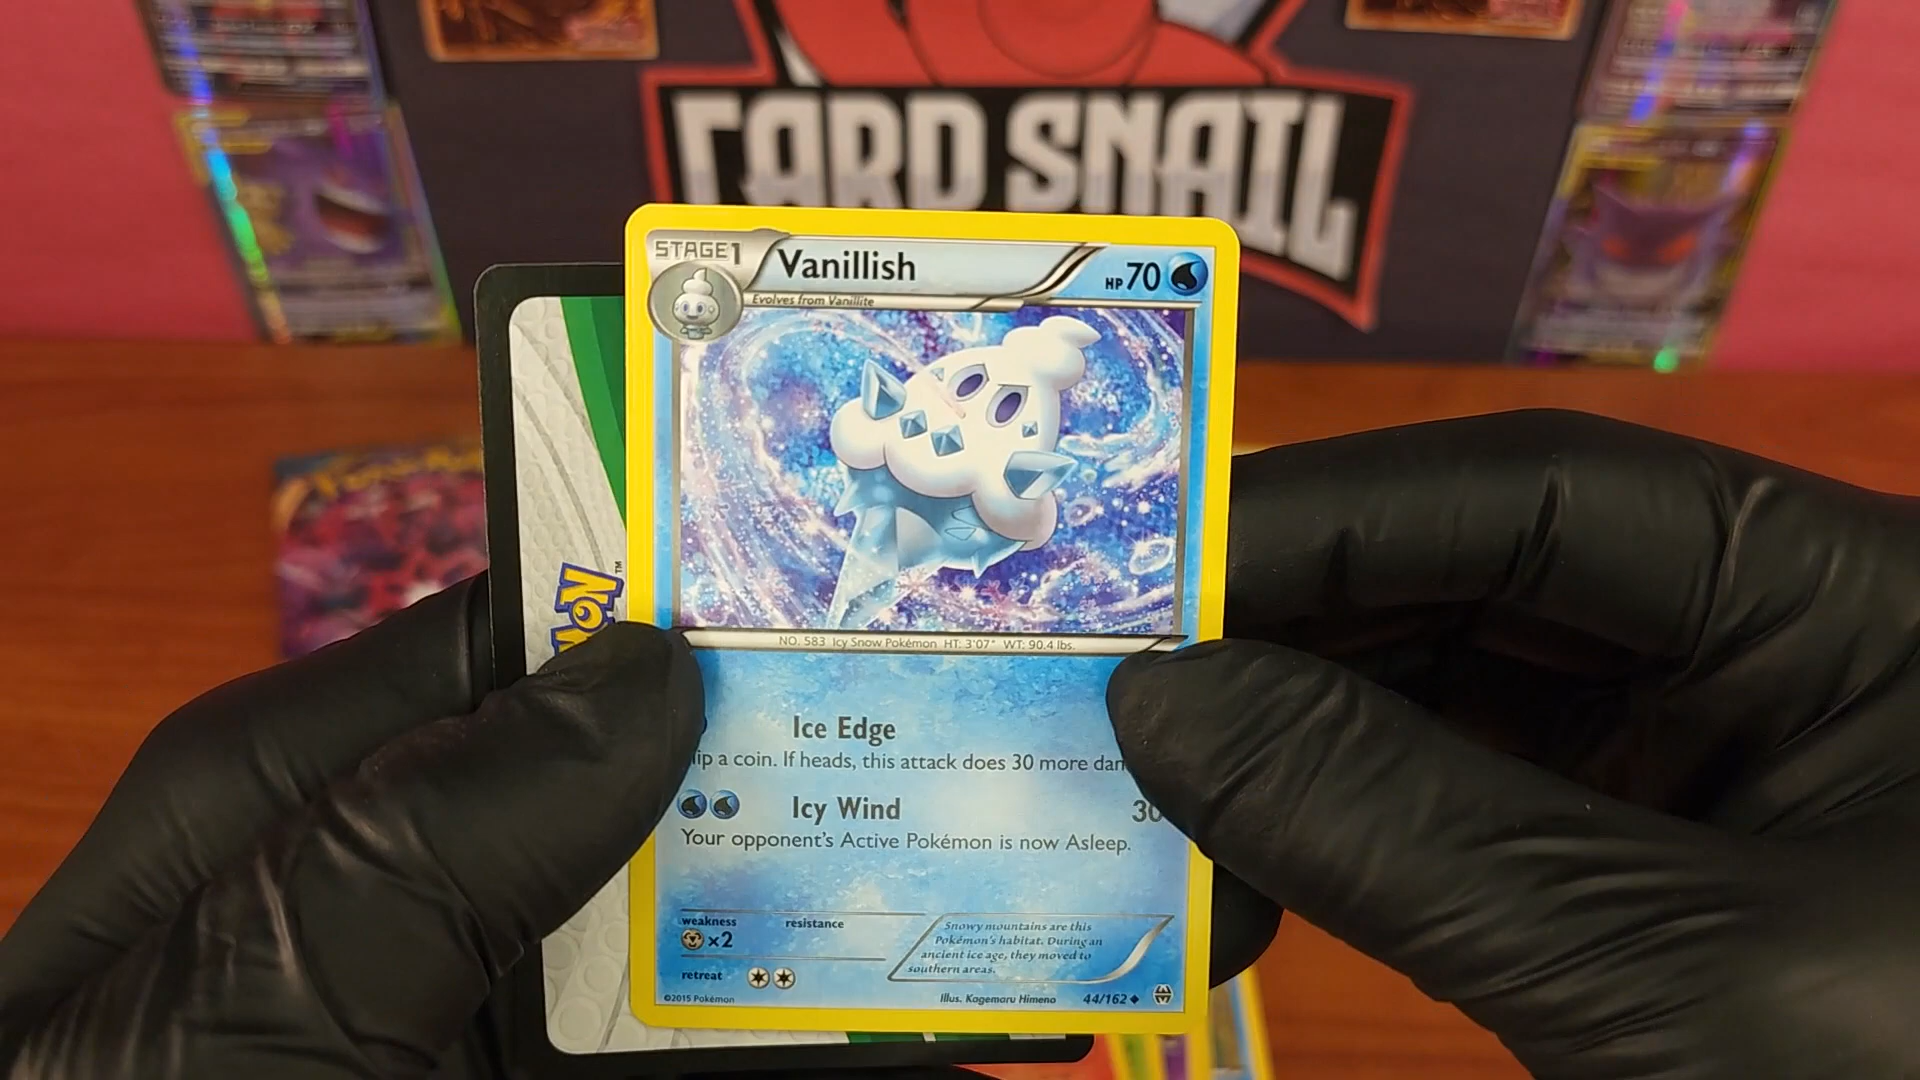 CARD SNAIL
STAGE1
Vanillish
HP70
Evolves from Vanillite
NO. 583 Icy Snow Pokémon HT: 3'07" WT: 90.4 lbs.
Ice Edge
a coin. If heads, this attack does 30 more
Icy Wind 30
Your opponent's Active Pokémon is now Asleep.
weakness resistance
×2
retreat
Snowy mountains are this
Pokémon's habitat. During an
ancient ice age, they moved to
southern areas.
©2015 Pokémon
Illus. Kagemaru Himeno 44/162